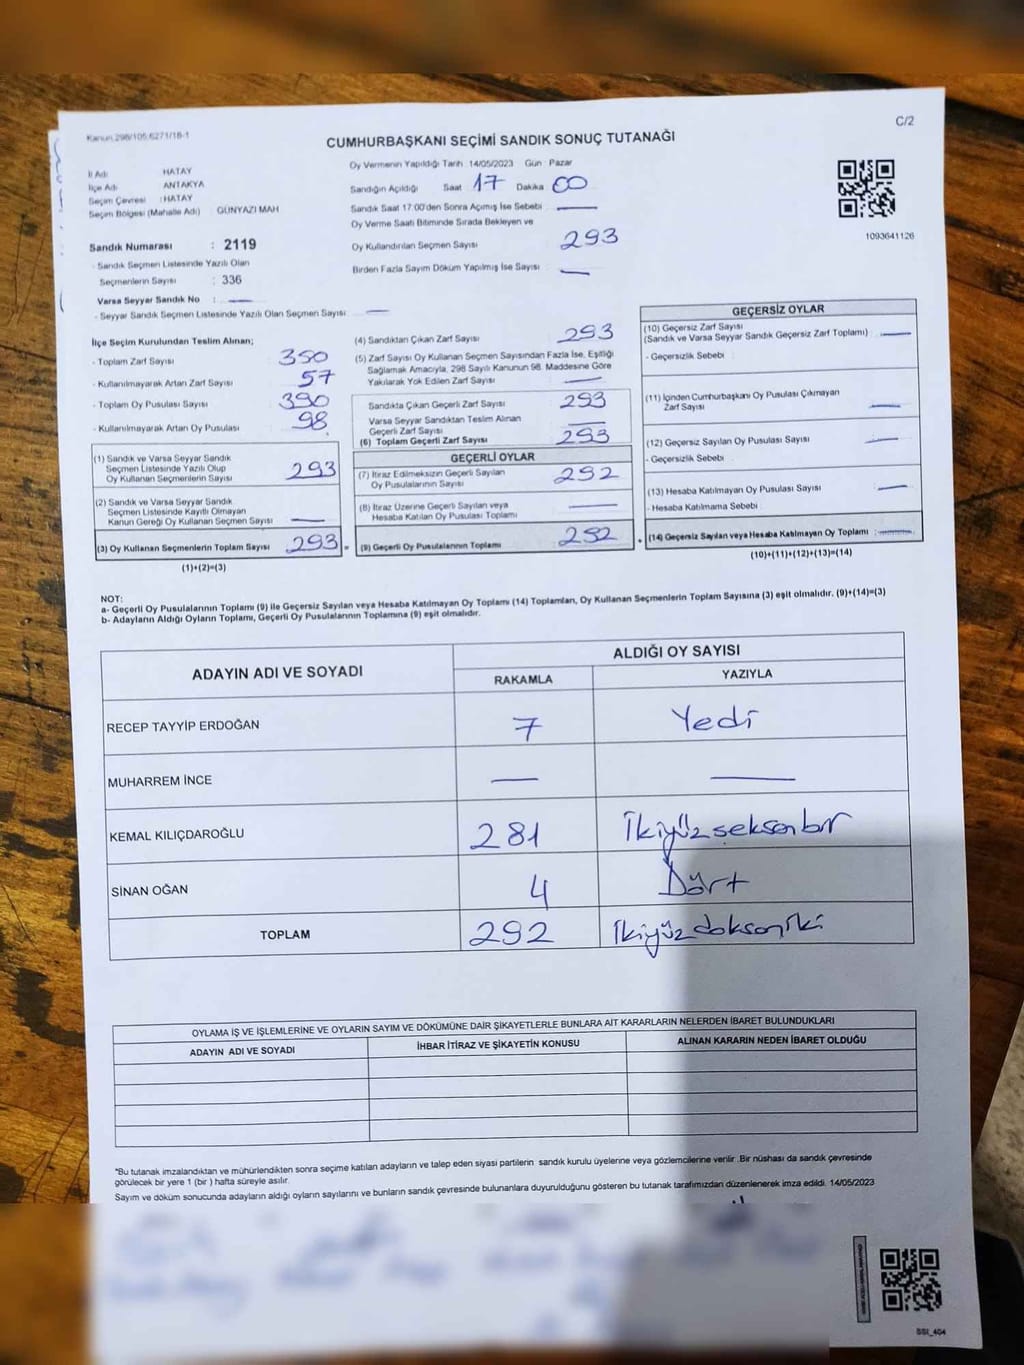 Kanun 298/105,6271/18-1
C/2
CUMHURBAŞKANI SEÇİMİ SANDIK SONUÇ TUTANAĞI
İl Adı : HATAY
İlçe Adı : ANTAKYA
Seçim Çevresi : HATAY
Seçim Bölgesi (Mahalle Adı) GÜNYAZI MAH
Sandık Numarası : 2119
- Sandık Seçmen Listesinde Yazılı Olan
Seçmenlerin Sayısı : 336
Varsa Seyyar Sandık No :
- Seyyar Sandık Seçmen Listesinde Yazılı Olan Seçmen Sayısı
Oy Vermenin Yapıldığı Tarih 14/05/2023 Gün : Pazar
Sandığın Açıldığı Saat 17 Dakika 00
Sandık Saat 17:00'den Sonra Açımış İse Sebebi
Oy Verme Saati Bitiminde Sırada Bekleyen ve
Oy Kullandırılan Seçmen Sayısı 293
Birden Fazla Sayım Döküm Yapılmış İse Sayısı
1093641126
İlçe Seçim Kurulundan Teslim Alınan;
- Toplam Zarf Sayısı 350
- Kullanılmayarak Artan Zarf Sayısı 57
- Toplam Oy Pusulası Sayısı 390
- Kullanılmayarak Artan Oy Pusulası 98
(1) Sandık ve Varsa Seyyar Sandık
Seçmen Listesinde Yazılı Olup
Oy Kullanan Seçmenlerin Sayısı 293
(2) Sandık ve Varsa Seyyar Sandık
Seçmen Listesinde Kayıtlı Olmayan
Kanun Gereği Oy Kullanan Seçmen Sayısı
(3) Oy Kullanan Seçmenlerin Toplam Sayısı 293 =
(1)+(2)=(3)
(4) Sandıktan Çıkan Zarf Sayısı 293
(5) Zarf Sayısı Oy Kullanan Seçmen Sayısından Fazla İse, Eşitliği
Sağlamak Amacıyla, 298 Sayılı Kanunun 98. Maddesine Göre
Yakılarak Yok Edilen Zarf Sayısı
Sandıkta Çıkan Geçerli Zarf Sayısı 293
Varsa Seyyar Sandıktan Teslim Alınan
Geçerli Zarf Sayısı
(6) Toplam Geçerli Zarf Sayısı 293
GEÇERLİ OYLAR
(7) İtiraz Edilmeksizin Geçerli Sayılan
Oy Pusulalarının Sayısı 292
(8) İtiraz Üzerine Geçerli Sayılan veya
Hesaba Katılan Oy Pusulası Toplamı
(9) Geçerli Oy Pusulalarının Toplamı 292 +
GEÇERSİZ OYLAR
(10) Geçersiz Zarf Sayısı
(Sandık ve Varsa Seyyar Sandık Geçersiz Zarf Toplamı)
- Geçersizlik Sebebi
(11) İçinden Cumhurbaşkanı Oy Pusulası Çıkmayan
Zarf Sayısı
(12) Geçersiz Sayılan Oy Pusulası Sayısı
- Geçersizlik Sebebi
(13) Hesaba Katılmayan Oy Pusulası Sayısı
- Hesaba Katılmama Sebebi
(14) Geçersiz Sayılan veya Hesaba Katılmayan Oy Toplamı
(10)+(11)+(12)+(13)=(14)
NOT:
a- Geçerli Oy Pusulalarının Toplamı (9) ile Geçersiz Sayılan veya Hesaba Katılmayan Oy Toplamı (14) Toplamları, Oy Kullanan Seçmenlerin Toplam Sayısına (3) eşit olmalıdır. (9)+(14)=(3)
b- Adayların Aldığı Oyların Toplamı, Geçerli Oy Pusulalarının Toplamına (9) eşit olmalıdır.
ADAYIN ADI VE SOYADI
ALDIĞI OY SAYISI
RAKAMLA YAZIYLA
RECEP TAYYİP ERDOĞAN 7 Yedi
MUHARREM İNCE
KEMAL KILIÇDAROĞLU 281 İkiyüzseksenbir
SİNAN OĞAN 4 Dört
TOPLAM 292 İkiyüzdoksaniki
OYLAMA İŞ VE İŞLEMLERİNE VE OYLARIN SAYIM VE DÖKÜMÜNE DAİR ŞİKAYETLERLE BUNLARA AİT KARARLARIN NELERDEN İBARET BULUNDUKLARI
ADAYIN ADI VE SOYADI İHBAR İTİRAZ VE ŞİKAYETİN KONUSU ALINAN KARARIN NEDEN İBARET OLDUĞU
*Bu tutanak imzalandıktan ve mühürlendikten sonra seçime katılan adayların ve talep eden siyasi partilerin sandık kurulu üyelerine veya gözlemcilerine verilir. Bir nüshası da sandık çevresinde
görülecek bir yere 1 (bir) hafta süreyle asılır.
Sayım ve döküm sonucunda adayların aldığı oyların sayılarını ve bunların sandık çevresinde bulunanlara duyurulduğunu gösteren bu tutanak tarafımızdan düzenlenerek imza edildi. 14/05/2023
SSI_404